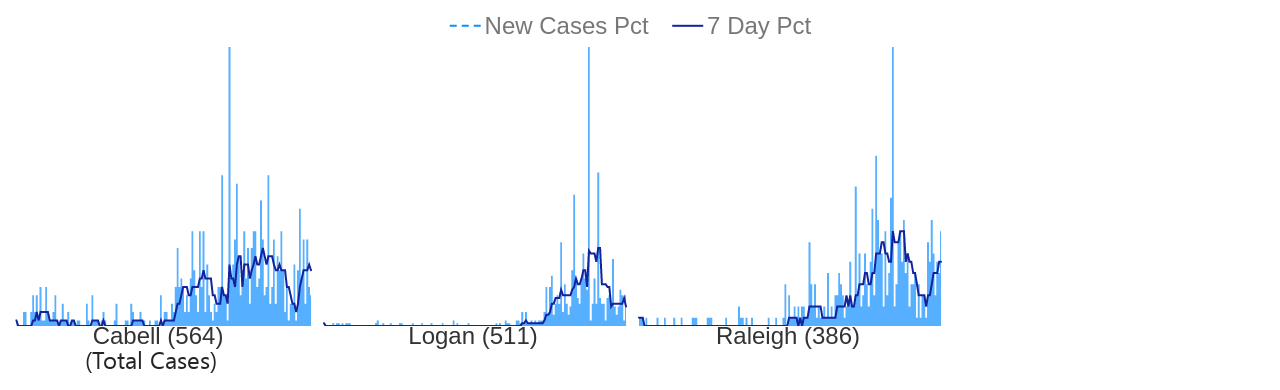 New Cases Pct 7 Day Pct
Cabell (564) Logan (511) Raleigh (386)
(Total Cases)